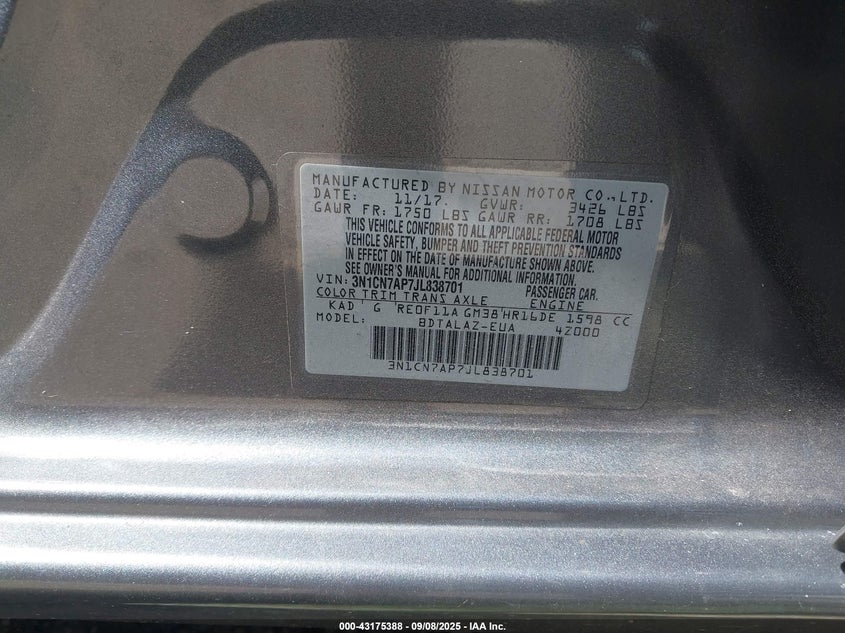 MANUFACTURED BY NISSAN MOTOR CO., LTD.
DATE: 11/17 GVWR: 3426 LBS
GAWR FR: 1750 LBS GAWR RR: 1708 LBS
THIS VEHICLE CONFORMS TO ALL APPLICABLE FEDERAL MOTOR
VEHICLE SAFETY, BUMPER AND THEFT PREVENTION STANDARDS
IN EFFECT ON THE DATE OF MANUFACTURE SHOWN ABOVE.
SEE OWNER'S MANUAL FOR ADDITIONAL INFORMATION.
VIN: 3N1CN7AP7JL838701 PASSENGER CAR.
COLOR TRIM TRANS AXLE ENGINE
KAD G RE0F11A GM38 HR16DE 1598 CC
MODEL: BDTALAZ-EUA 42000
3N1CN7AP7JL838701
000-43175388 - 09/08/2025 - IAA Inc.